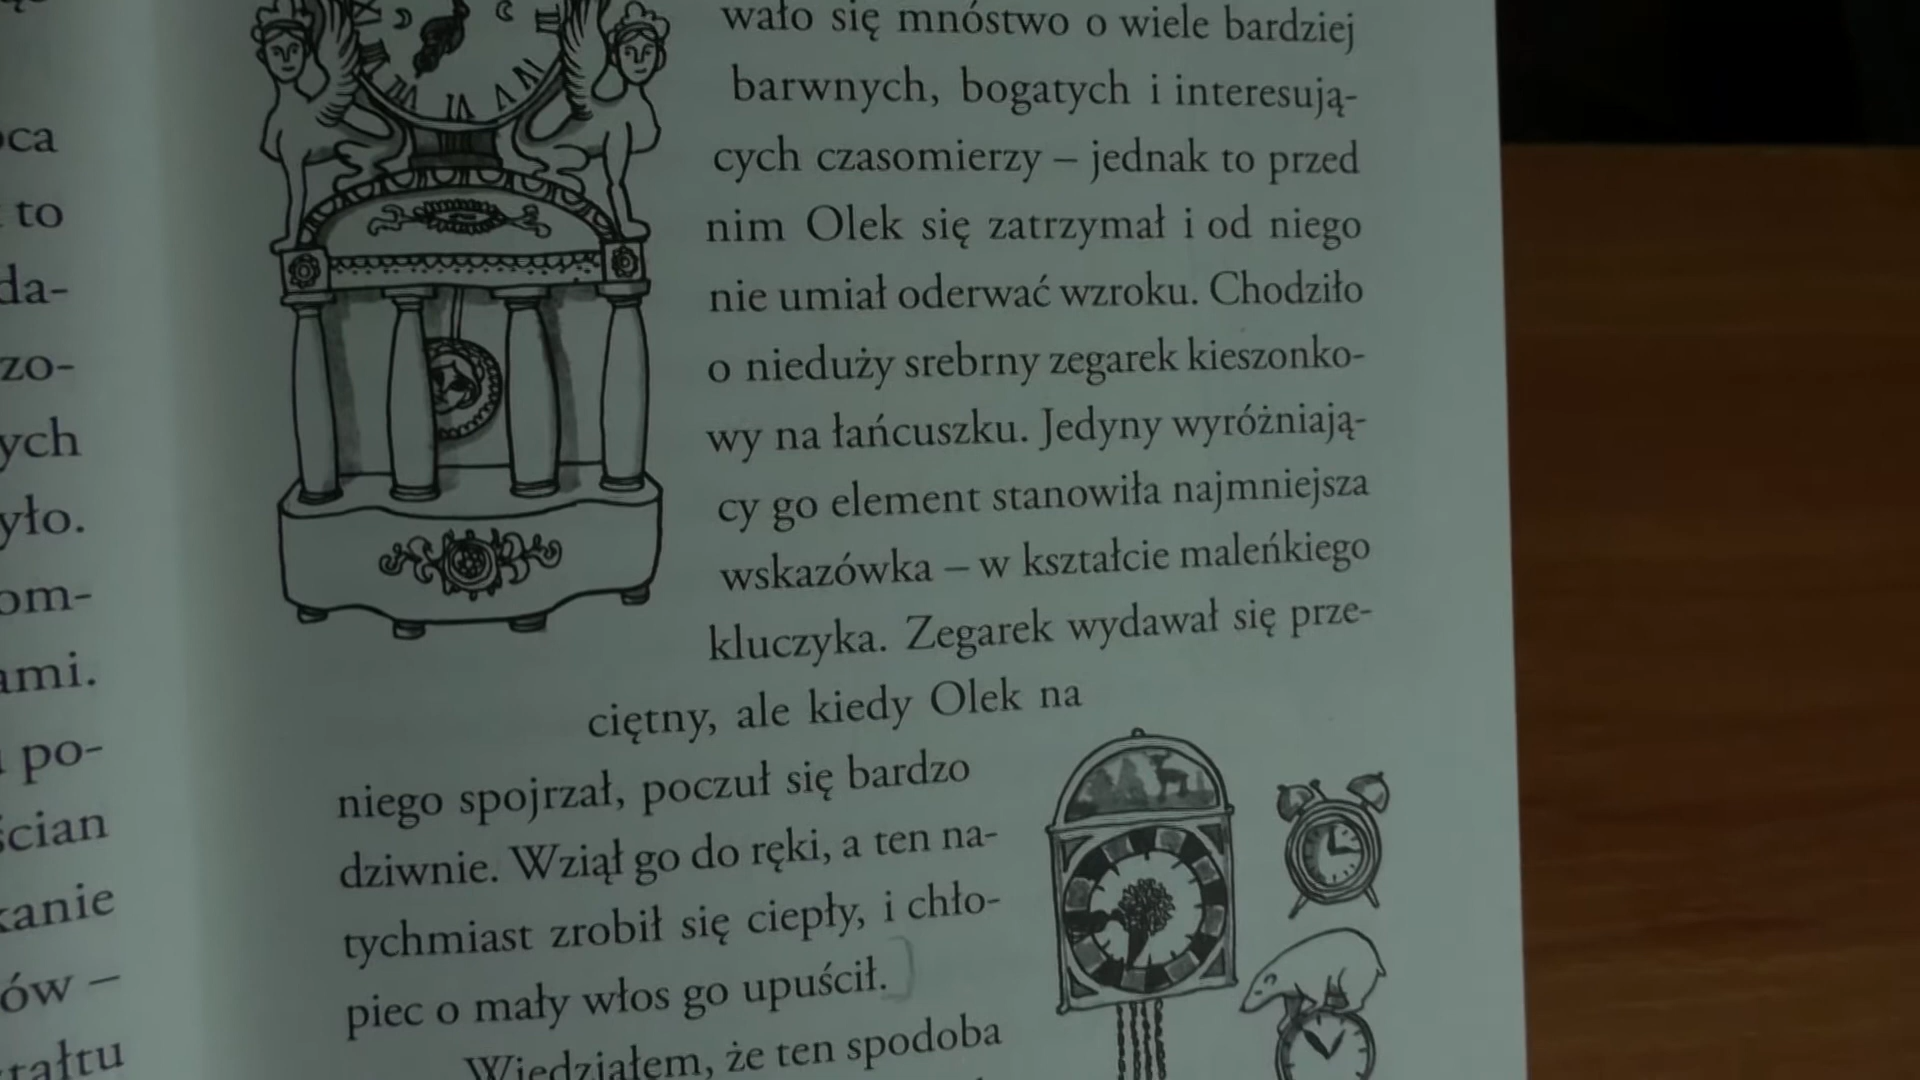 oca
to
da-
zo-
ych
yło.
om-
ami.
po-
ścian
kanie
ów –
ształtu
wało się mnóstwo o wiele bardziej
barwnych, bogatych i interesują-
cych czasomierzy – jednak to przed
nim Olek się zatrzymał i od niego
nie umiał oderwać wzroku. Chodziło
o nieduży srebrny zegarek kieszonko-
wy na łańcuszku. Jedyny wyróżniają-
cy go element stanowiła najmniejsza
wskazówka – w kształcie maleńkiego
kluczyka. Zegarek wydawał się prze-
ciętny, ale kiedy Olek na
niego spojrzał, poczuł się bardzo
dziwnie. Wziął go do ręki, a ten na-
tychmiast zrobił się ciepły, i chło-
piec o mały włos go upuścił.
Wiedziałem, że ten spodoba